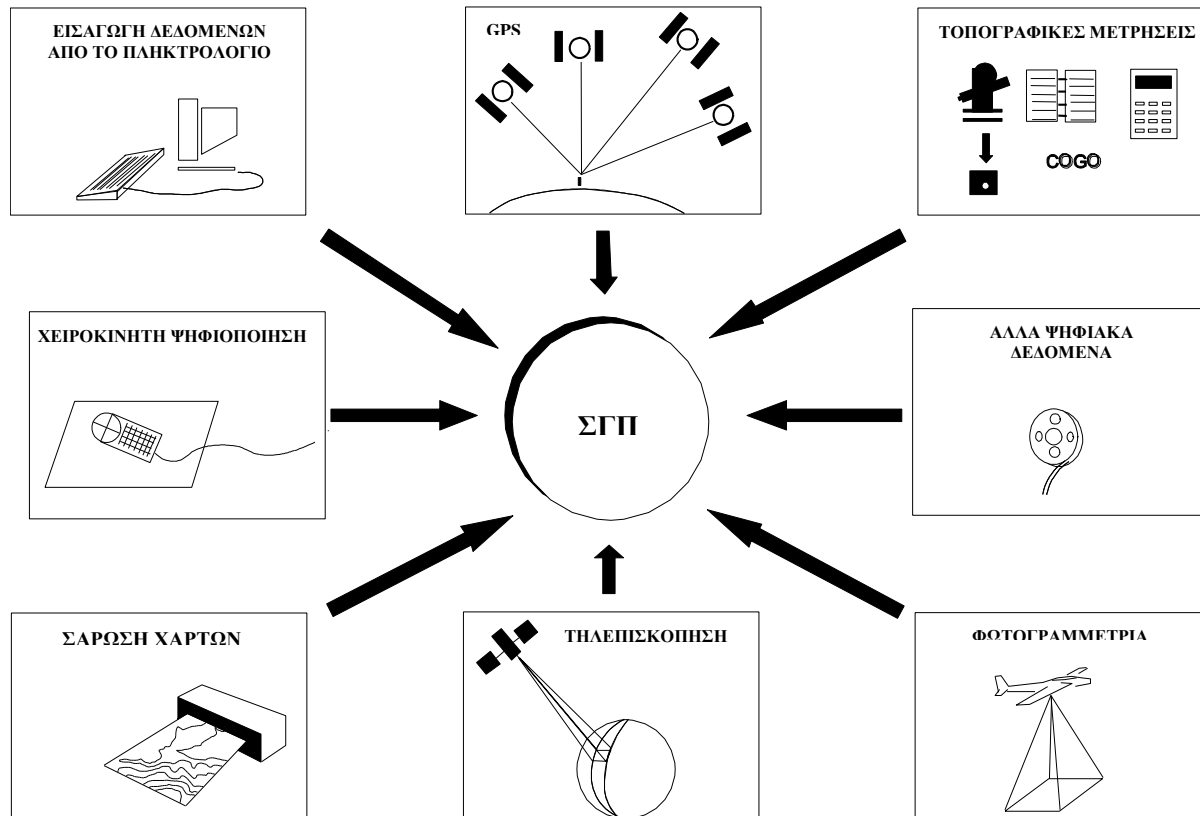 ΕΙΣΑΓΩΓΗ ΔΕΔΟΜΕΝΩΝ
ΑΠΟ ΤΟ ΠΛΗΚΤΡΟΛΟΓΙΟ
GPS
ΤΟΠΟΓΡΑΦΙΚΕΣ ΜΕΤΡΗΣΕΙΣ
COGO
ΧΕΙΡΟΚΙΝΗΤΗ ΨΗΦΙΟΠΟΙΗΣΗ
ΣΓΠ
ΑΛΛΑ ΨΗΦΙΑΚΑ
ΔΕΔΟΜΕΝΑ
ΣΑΡΩΣΗ ΧΑΡΤΩΝ
ΤΗΛΕΠΙΣΚΟΠΗΣΗ
ΦΩΤΟΓΡΑΜΜΕΤΡΙΑ